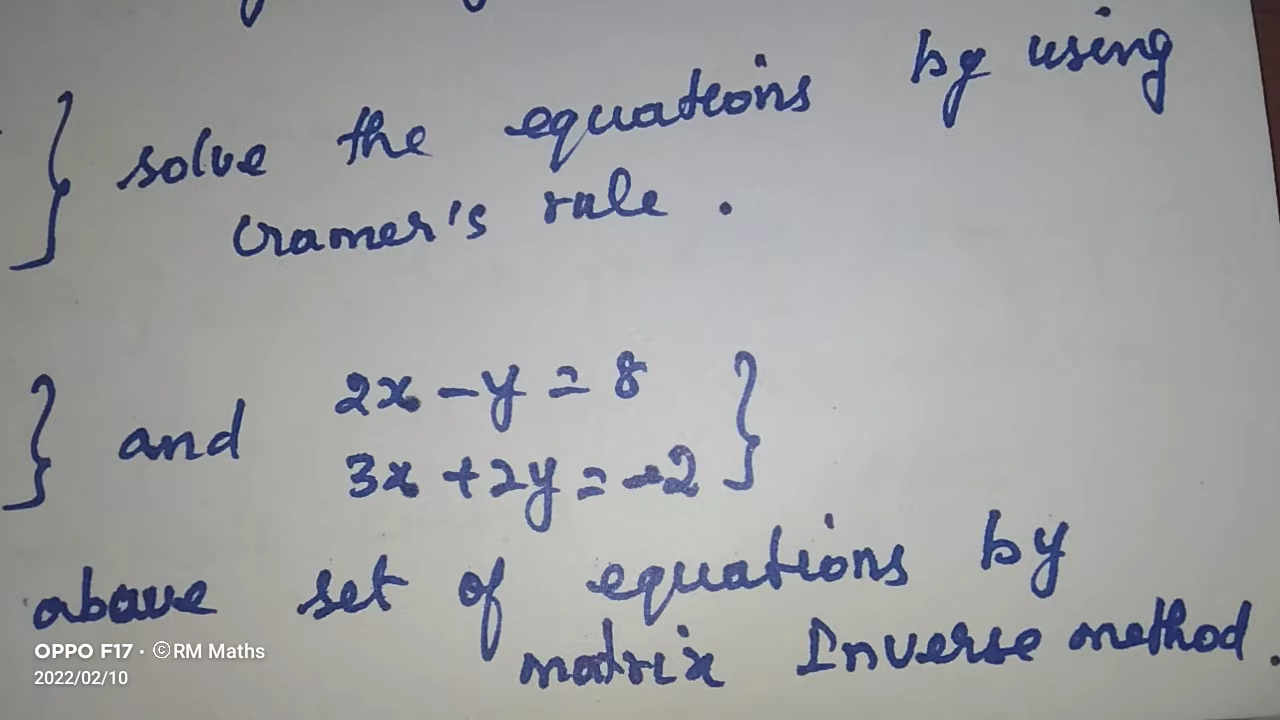 } solve the equations by using
Cramer's rule.
} and 2x - y = 8 }
3x + 2y = -2
above set of equations by
matrix Inverse method.
OPPO F17 · ©RM Maths
2022/02/10